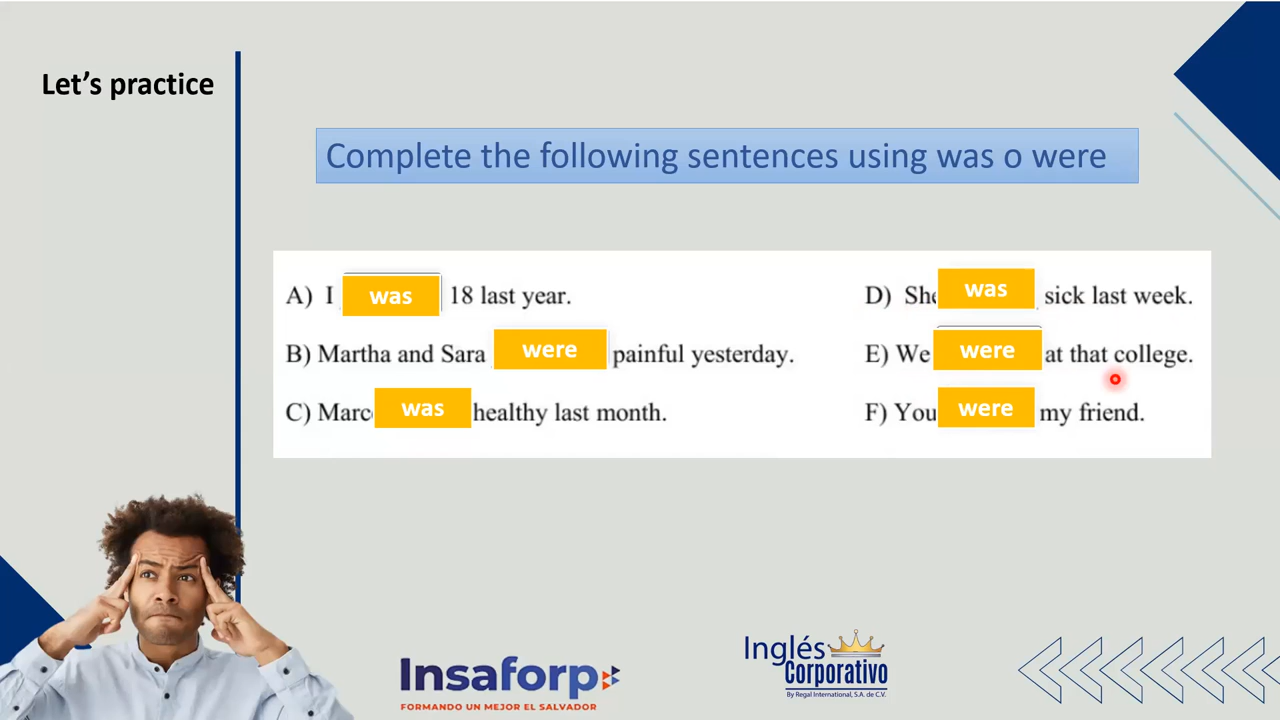 Let's practice
Complete the following sentences using was o were
A) I was 18 last year.
B) Martha and Sara were painful yesterday.
C) Marc was healthy last month.
D) She was sick last week.
E) We were at that college.
F) You were my friend.
Insaforp
FORMANDO UN MEJOR EL SALVADOR
Inglés
Corporativo
By Regal International, S.A. de C.V.